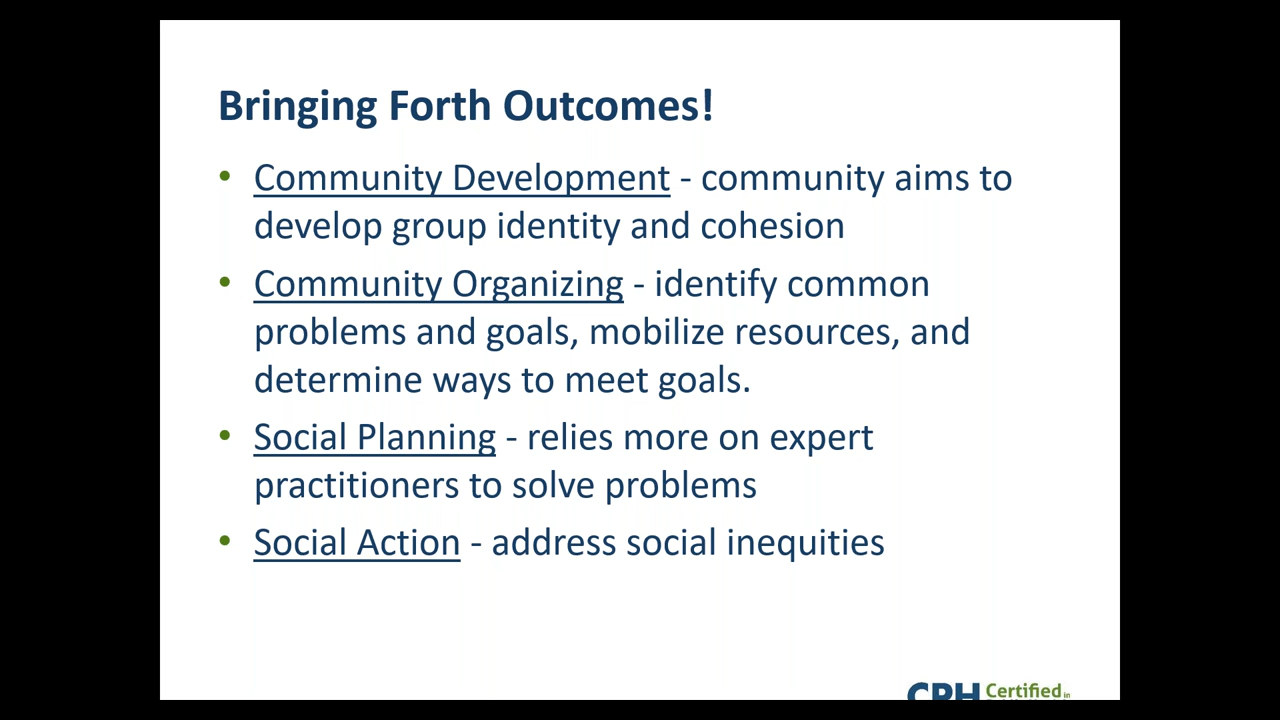 Bringing Forth Outcomes!
• Community Development - community aims to
develop group identity and cohesion
• Community Organizing - identify common
problems and goals, mobilize resources, and
determine ways to meet goals.
• Social Planning - relies more on expert
practitioners to solve problems
• Social Action - address social inequities
CPH Certified in